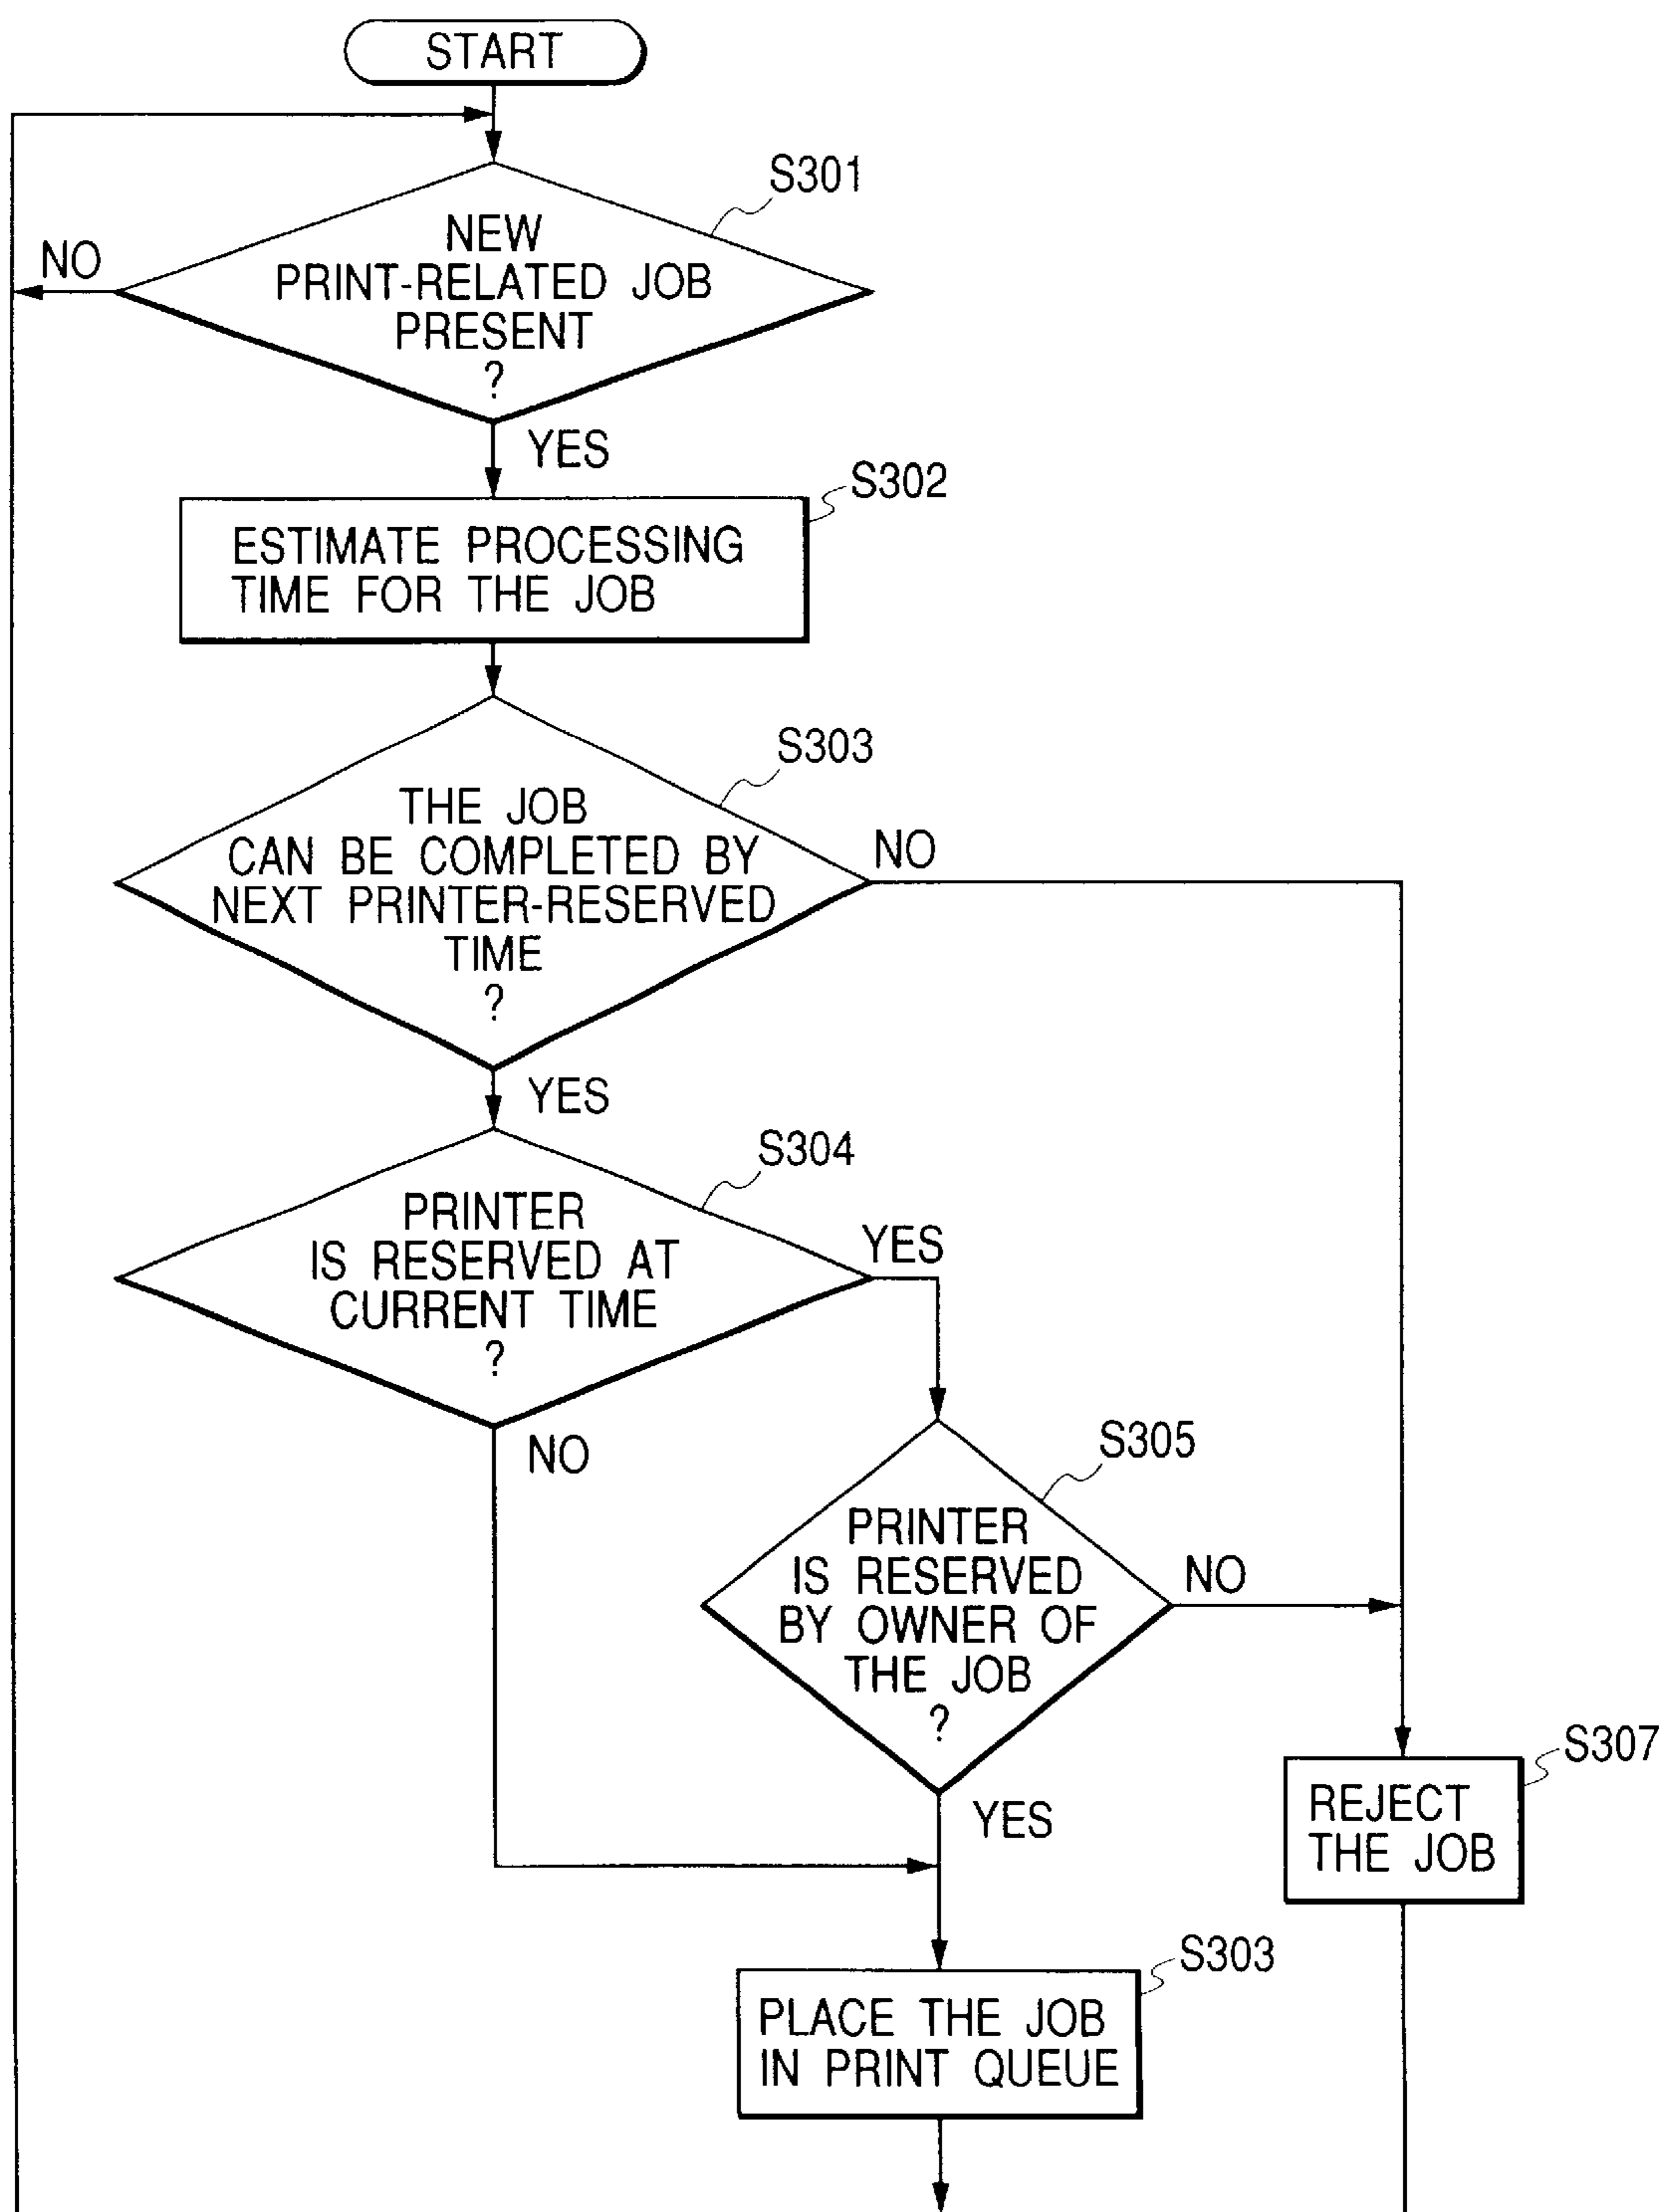 START
S301
NEW
PRINT-RELATED JOB
PRESENT
?
NO
YES
S302
ESTIMATE PROCESSING
TIME FOR THE JOB
S303
THE JOB
CAN BE COMPLETED BY
NEXT PRINTER-RESERVED
TIME
?
NO
YES
S304
PRINTER
IS RESERVED AT
CURRENT TIME
?
YES
NO
S305
PRINTER
IS RESERVED
BY OWNER OF
THE JOB
?
NO
YES
S307
REJECT
THE JOB
S303
PLACE THE JOB
IN PRINT QUEUE